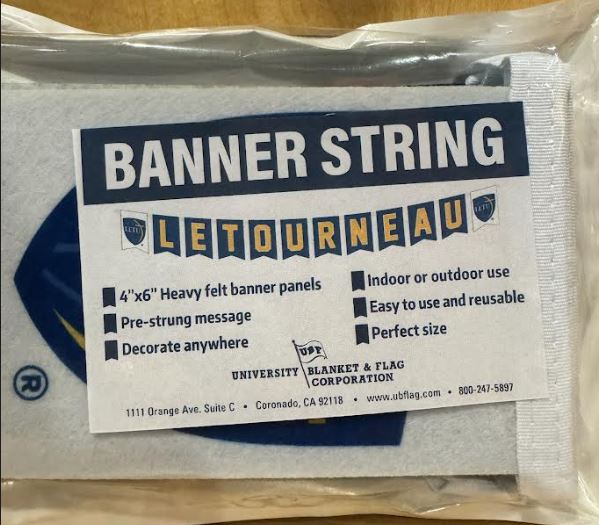 BANNER STRING
LETU LETOURNEAU LETU
4"x6" Heavy felt banner panels
Pre-strung message
Decorate anywhere
Indoor or outdoor use
Easy to use and reusable
Perfect size
UBF
UNIVERSITY BLANKET & FLAG
CORPORATION
1111 Orange Ave. Suite C • Coronado, CA 92118 • www.ubflag.com • 800-247-5897
®